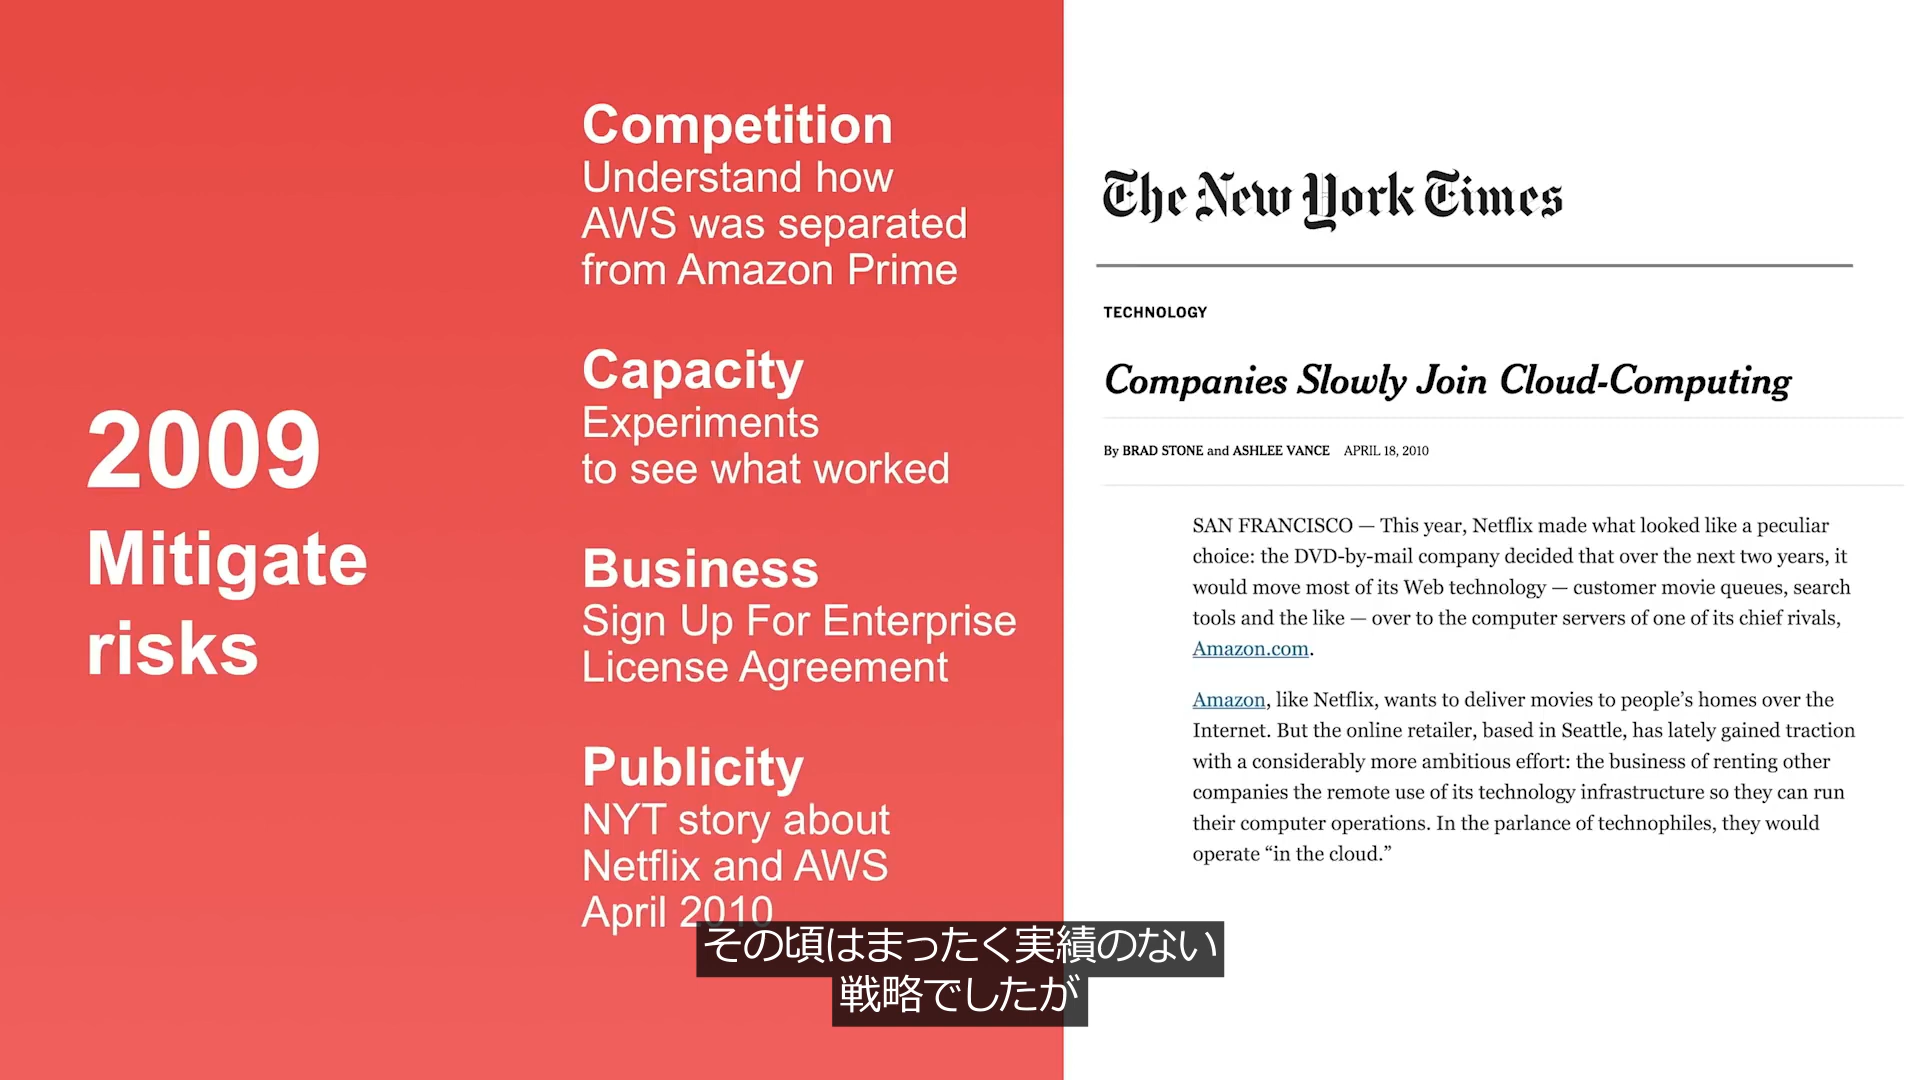 2009
Mitigate
risks
Competition
Understand how
AWS was separated
from Amazon Prime
Capacity
Experiments
to see what worked
Business
Sign Up For Enterprise
License Agreement
Publicity
NYT story about
Netflix and AWS
April 2010
The New York Times
TECHNOLOGY
Companies Slowly Join Cloud-Computing
By BRAD STONE and ASHLEE VANCE APRIL 18, 2010
SAN FRANCISCO — This year, Netflix made what looked like a peculiar
choice: the DVD-by-mail company decided that over the next two years, it
would move most of its Web technology — customer movie queues, search
tools and the like — over to the computer servers of one of its chief rivals,
Amazon.com.
Amazon, like Netflix, wants to deliver movies to people’s homes over the
Internet. But the online retailer, based in Seattle, has lately gained traction
with a considerably more ambitious effort: the business of renting other
companies the remote use of its technology infrastructure so they can run
their computer operations. In the parlance of technophiles, they would
operate “in the cloud.”
その頃はまったく実績のない
戦略でしたが